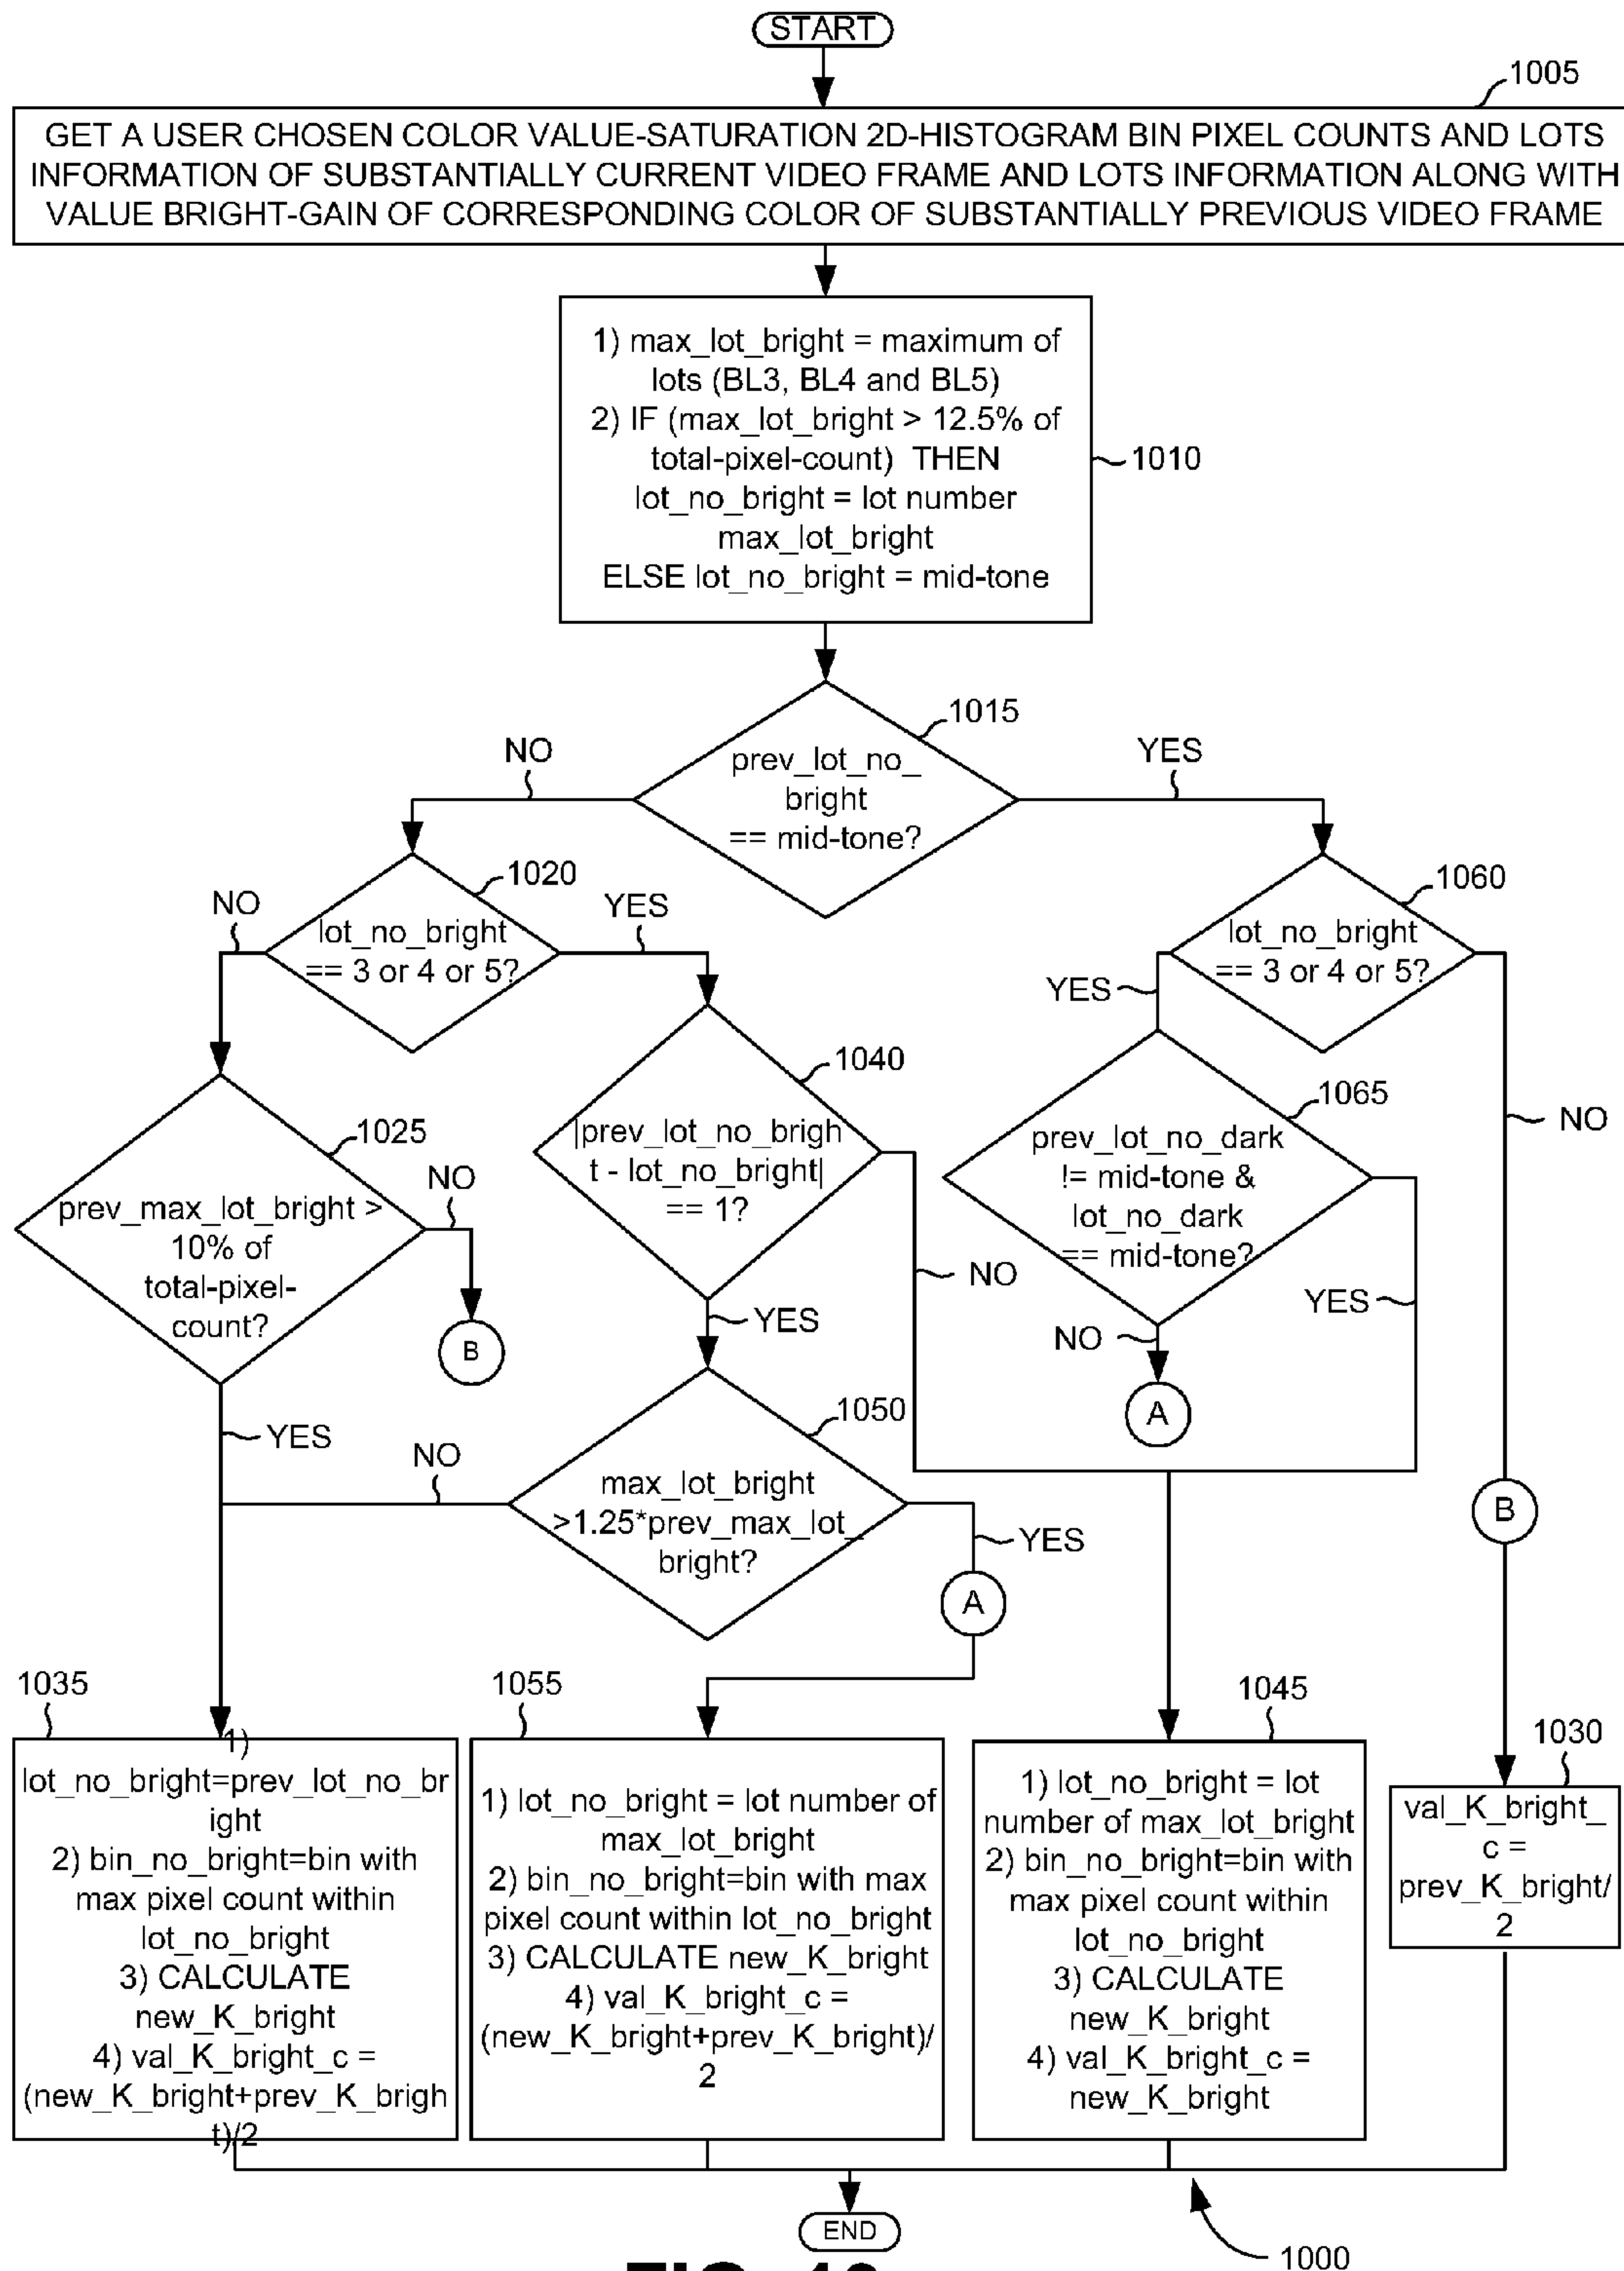 START
1005
GET A USER CHOSEN COLOR VALUE-SATURATION 2D-HISTOGRAM BIN PIXEL COUNTS AND LOTS
INFORMATION OF SUBSTANTIALLY CURRENT VIDEO FRAME AND LOTS INFORMATION ALONG WITH
VALUE BRIGHT-GAIN OF CORRESPONDING COLOR OF SUBSTANTIALLY PREVIOUS VIDEO FRAME
1) max_lot_bright = maximum of
lots (BL3, BL4 and BL5)
2) IF (max_lot_bright > 12.5% of
total-pixel-count) THEN
lot_no_bright = lot number
max_lot_bright
ELSE lot_no_bright = mid-tone
1010
1015
prev_lot_no_
bright
== mid-tone?
NO
YES
1020
lot_no_bright
== 3 or 4 or 5?
NO
YES
1060
lot_no_bright
== 3 or 4 or 5?
YES
NO
1025
prev_max_lot_bright >
10% of
total-pixel-
count?
NO
B
YES
1040
|prev_lot_no_brigh
t - lot_no_bright|
== 1?
NO
YES
1065
prev_lot_no_dark
!= mid-tone &
lot_no_dark
== mid-tone?
YES
NO
A
1050
max_lot_bright
>1.25*prev_max_lot_
bright?
NO
YES
A
B
1035
1)
lot_no_bright=prev_lot_no_br
ight
2) bin_no_bright=bin with
max pixel count within
lot_no_bright
3) CALCULATE
new_K_bright
4) val_K_bright_c =
(new_K_bright+prev_K_brigh
t)/2
1055
1) lot_no_bright = lot number of
max_lot_bright
2) bin_no_bright=bin with max
pixel count within lot_no_bright
3) CALCULATE new_K_bright
4) val_K_bright_c =
(new_K_bright+prev_K_bright)/
2
1045
1) lot_no_bright = lot
number of max_lot_bright
2) bin_no_bright=bin with
max pixel count within
lot_no_bright
3) CALCULATE
new_K_bright
4) val_K_bright_c =
new_K_bright
1030
val_K_bright_
c =
prev_K_bright/
2
END
1000
FIG. 10